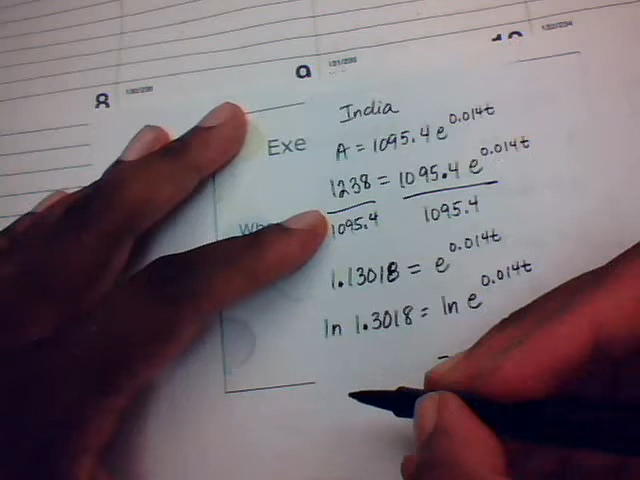 8
9
10
India
Exe
A = 1095.4 e^0.014t
1238 = 1095.4 e^0.014t
1095.4 1095.4
1.13018 = e^0.014t
ln 1.3018 = ln e^0.014t